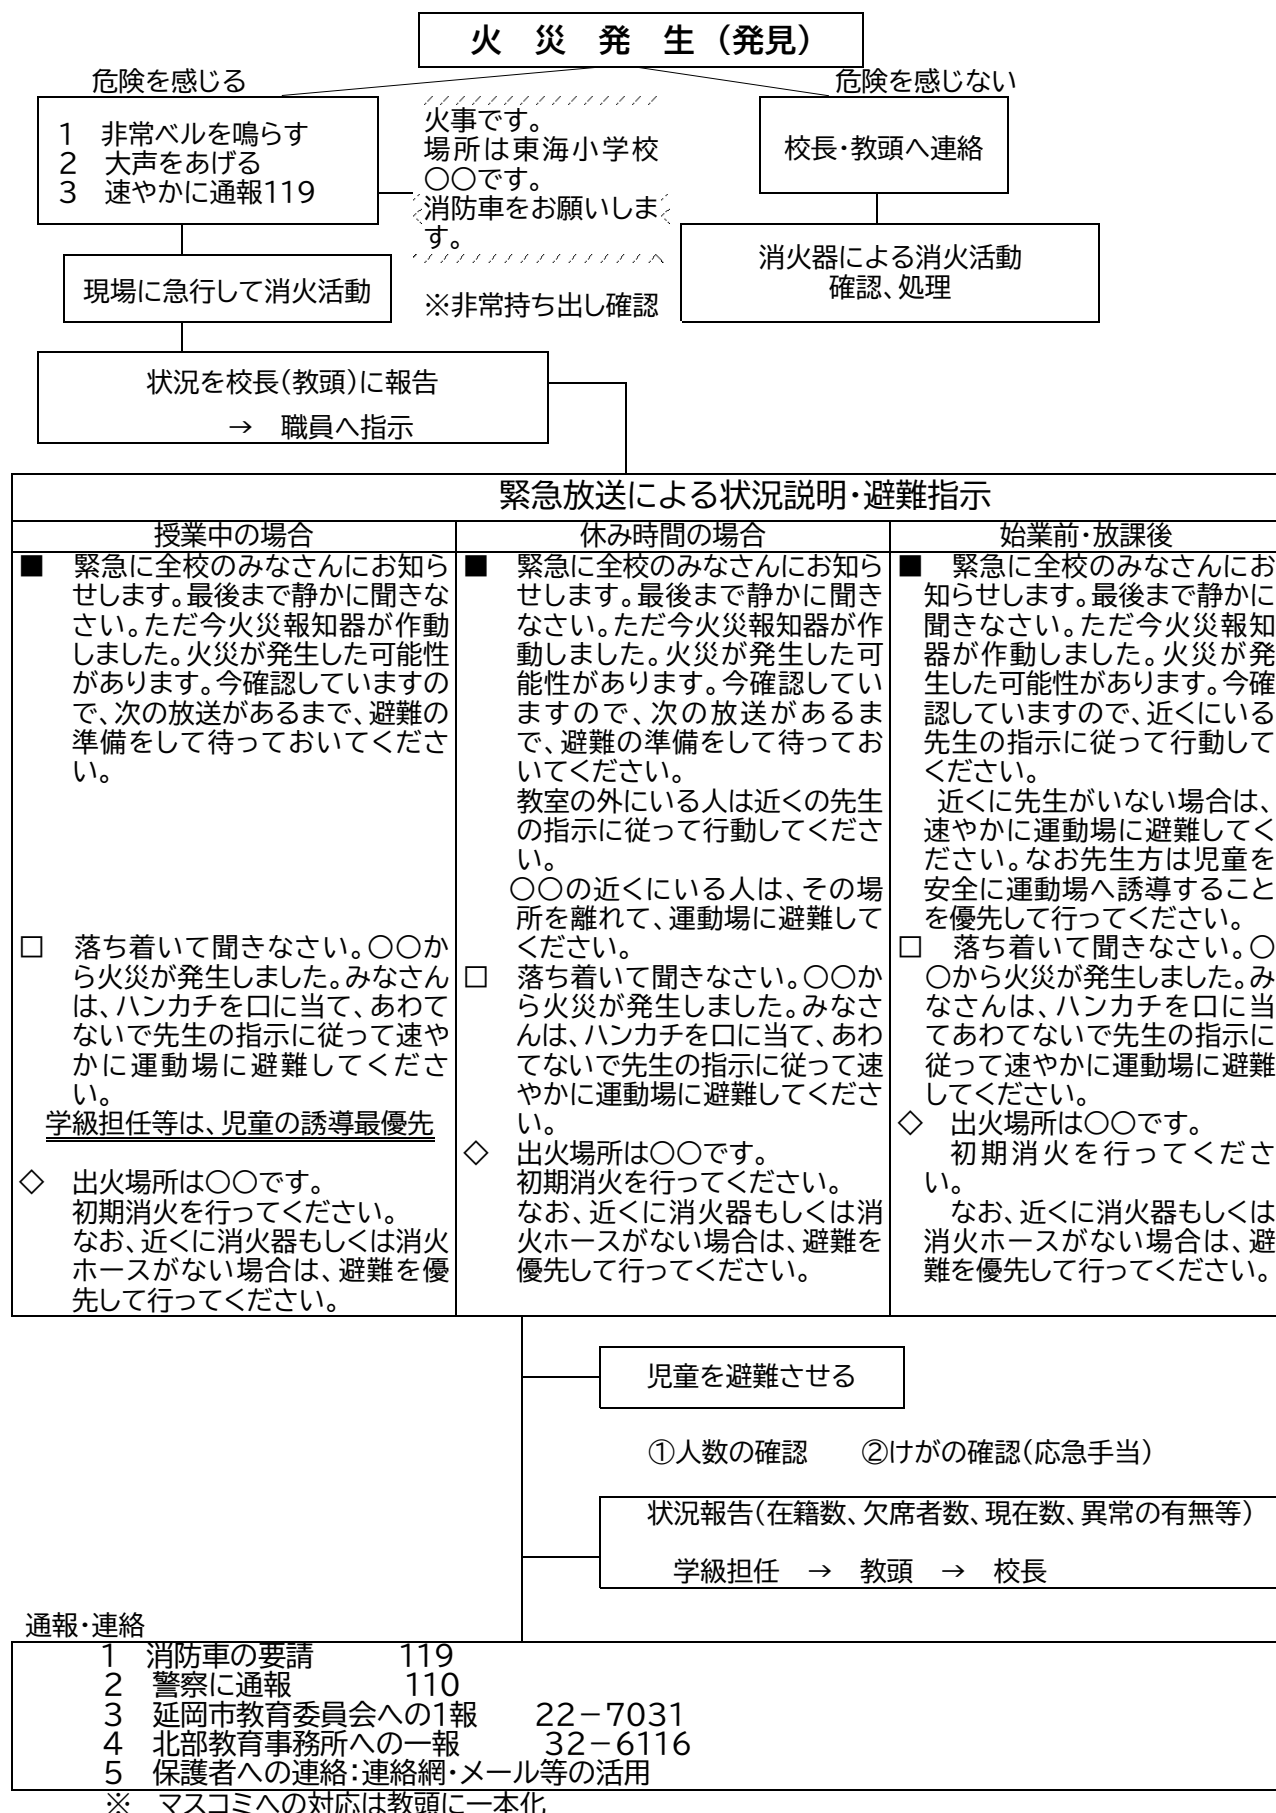 火　災　発　生（発見）
危険を感じる
危険を感じない
1　非常ベルを鳴らす
2　大声をあげる
3　速やかに通報119
火事です。
場所は東海小学校
〇〇です。
消防車をお願いしま
す。
校長・教頭へ連絡
消火器による消火活動
確認、処理
現場に急行して消火活動
※非常持ち出し確認
状況を校長(教頭)に報告
→　職員へ指示
緊急放送による状況説明・避難指示
授業中の場合
■　緊急に全校のみなさんにお知ら
せします。最後まで静かに聞きな
さい。ただ今火災報知器が作動
しました。火災が発生した可能性
があります。今確認していますの
で、次の放送があるまで、避難の
準備をして待っておいてくださ
い。
□　落ち着いて聞きなさい。〇〇か
ら火災が発生しました。みなさん
は、ハンカチを口に当て、あわて
ないで先生の指示に従って速や
かに運動場に避難してくださ
い。
学級担任等は、児童の誘導最優先
◇　出火場所は〇〇です。
初期消火を行ってください。
なお、近くに消火器もしくは消火
ホースがない場合は、避難を優
先して行ってください。
休み時間の場合
■　緊急に全校のみなさんにお知ら
せします。最後まで静かに聞き
なさい。ただ今火災報知器が作
動しました。火災が発生した可
能性があります。今確認してい
ますので、次の放送があるま
で、避難の準備をして待ってお
いてください。
教室の外にいる人は近くの先生
の指示に従って行動してくださ
い。
〇〇の近くにいる人は、その場
所を離れて、運動場に避難して
ください。
□　落ち着いて聞きなさい。〇〇か
ら火災が発生しました。みなさ
んは、ハンカチを口に当て、あわ
てないで先生の指示に従って速
やかに運動場に避難してくださ
い。
◇　出火場所は〇〇です。
初期消火を行ってください。
なお、近くに消火器もしくは消
火ホースがない場合は、避難を
優先して行ってください。
始業前・放課後
■　緊急に全校のみなさんにお
知らせします。最後まで静かに
聞きなさい。ただ今火災報知
器が作動しました。火災が発
生した可能性があります。今確
認していますので、近くにいる
先生の指示に従って行動して
ください。
近くに先生がいない場合は、
速やかに運動場に避難してく
ださい。なお先生方は児童を
安全に運動場へ誘導すること
を優先して行ってください。
□　落ち着いて聞きなさい。〇
〇から火災が発生しました。み
なさんは、ハンカチを口に当
てあわてないで先生の指示に
従って速やかに運動場に避難
してください。
◇　出火場所は〇〇です。
初期消火を行ってくださ
い。
なお、近くに消火器もしくは
消火ホースがない場合は、避
難を優先して行ってください。
児童を避難させる
①人数の確認　　②けがの確認(応急手当)
状況報告(在籍数、欠席者数、現在数、異常の有無等)
学級担任　→　教頭　→　校長
通報・連絡
1　消防車の要請　　　119
2　警察に通報　　　　110
3　延岡市教育委員会への1報　　22－7031
4　北部教育事務所への一報　　　32－6116
5　保護者への連絡：連絡網・メール等の活用
※　マスコミへの対応は教頭に一本化